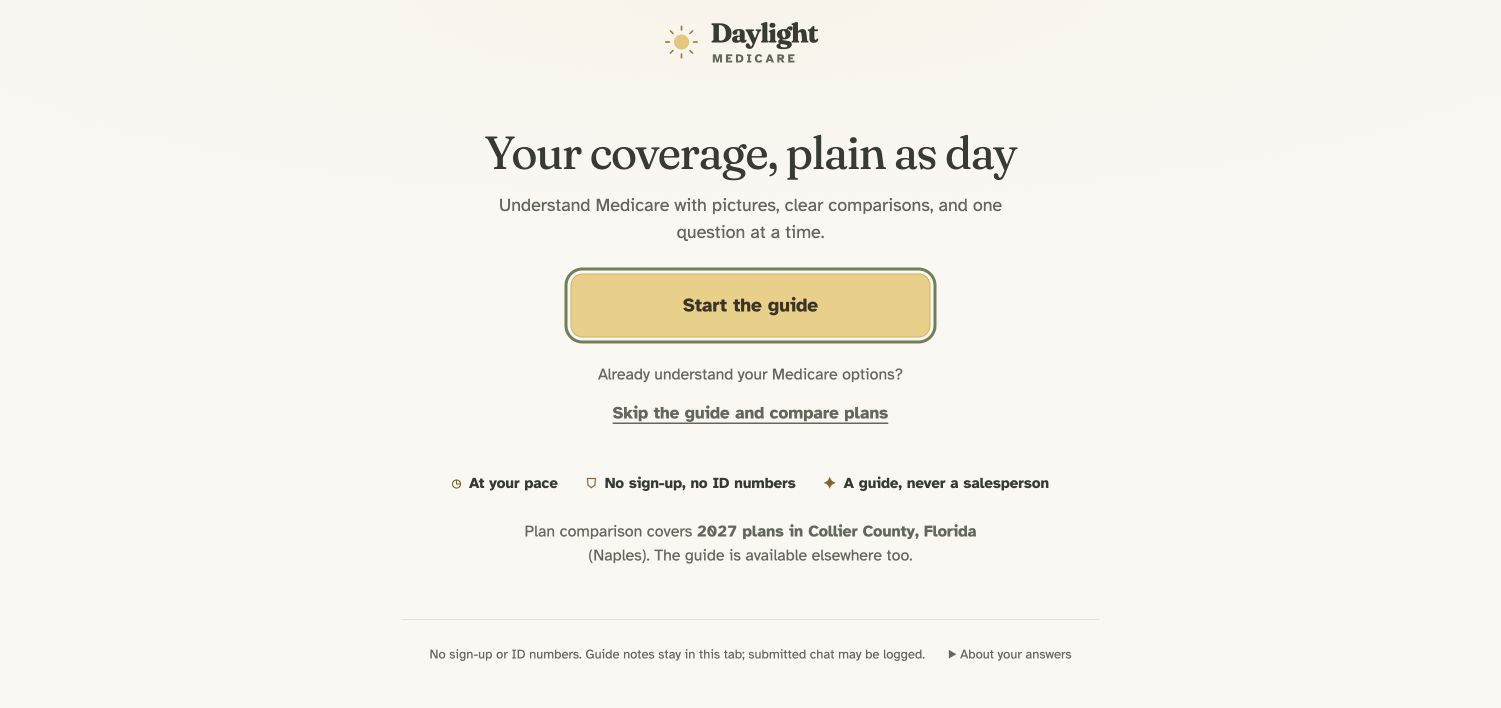 Daylight
MEDICARE
Your coverage, plain as day
Understand Medicare with pictures, clear comparisons, and one
question at a time.
Start the guide
Already understand your Medicare options?
Skip the guide and compare plans
At your pace No sign-up, no ID numbers A guide, never a salesperson
Plan comparison covers 2027 plans in Collier County, Florida
(Naples). The guide is available elsewhere too.
No sign-up or ID numbers. Guide notes stay in this tab; submitted chat may be logged. About your answers